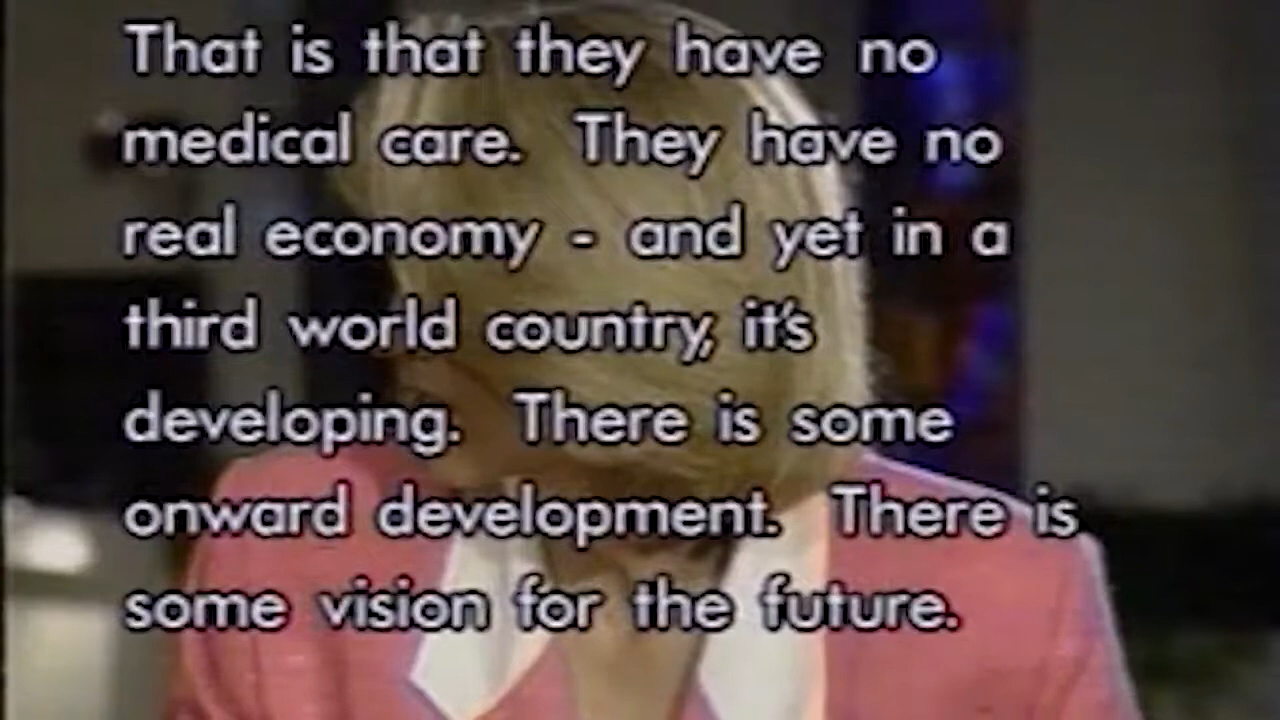 That is that they have no
medical care. They have no
real economy - and yet in a
third world country, it's
developing. There is some
onward development. There is
some vision for the future.